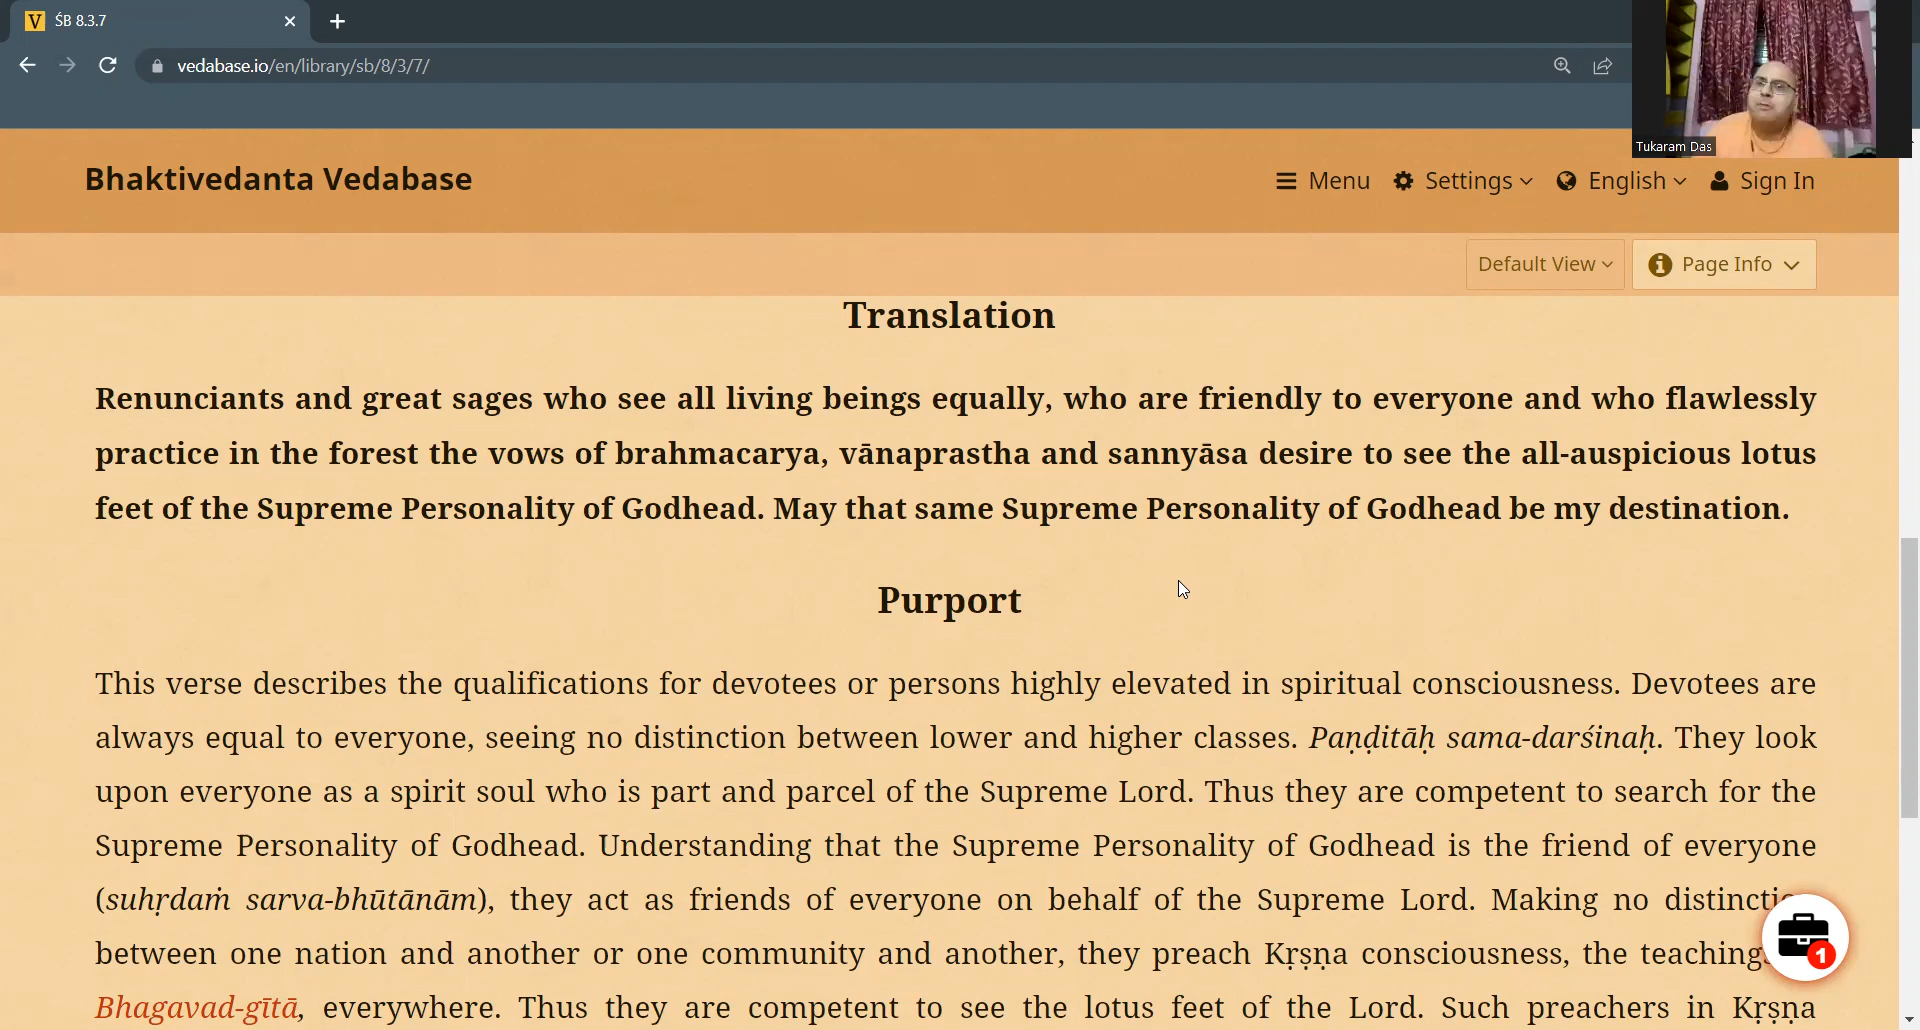 ŚB 8.3.7
vedabase.io/en/library/sb/8/3/7/
Tukaram Das
Bhaktivedanta Vedabase
Menu Settings English Sign In
Default View Page Info
Translation
Renunciants and great sages who see all living beings equally, who are friendly to everyone and who flawlessly
practice in the forest the vows of brahmacarya, vānaprastha and sannyāsa desire to see the all-auspicious lotus
feet of the Supreme Personality of Godhead. May that same Supreme Personality of Godhead be my destination.
Purport
This verse describes the qualifications for devotees or persons highly elevated in spiritual consciousness. Devotees are
always equal to everyone, seeing no distinction between lower and higher classes. Paṇḍitāḥ sama-darśinaḥ. They look
upon everyone as a spirit soul who is part and parcel of the Supreme Lord. Thus they are competent to search for the
Supreme Personality of Godhead. Understanding that the Supreme Personality of Godhead is the friend of everyone
(suhṛdaṁ sarva-bhūtānām), they act as friends of everyone on behalf of the Supreme Lord. Making no distinctio
between one nation and another or one community and another, they preach Kṛṣṇa consciousness, the teachings
1
Bhagavad-gītā, everywhere. Thus they are competent to see the lotus feet of the Lord. Such preachers in Kṛṣṇa